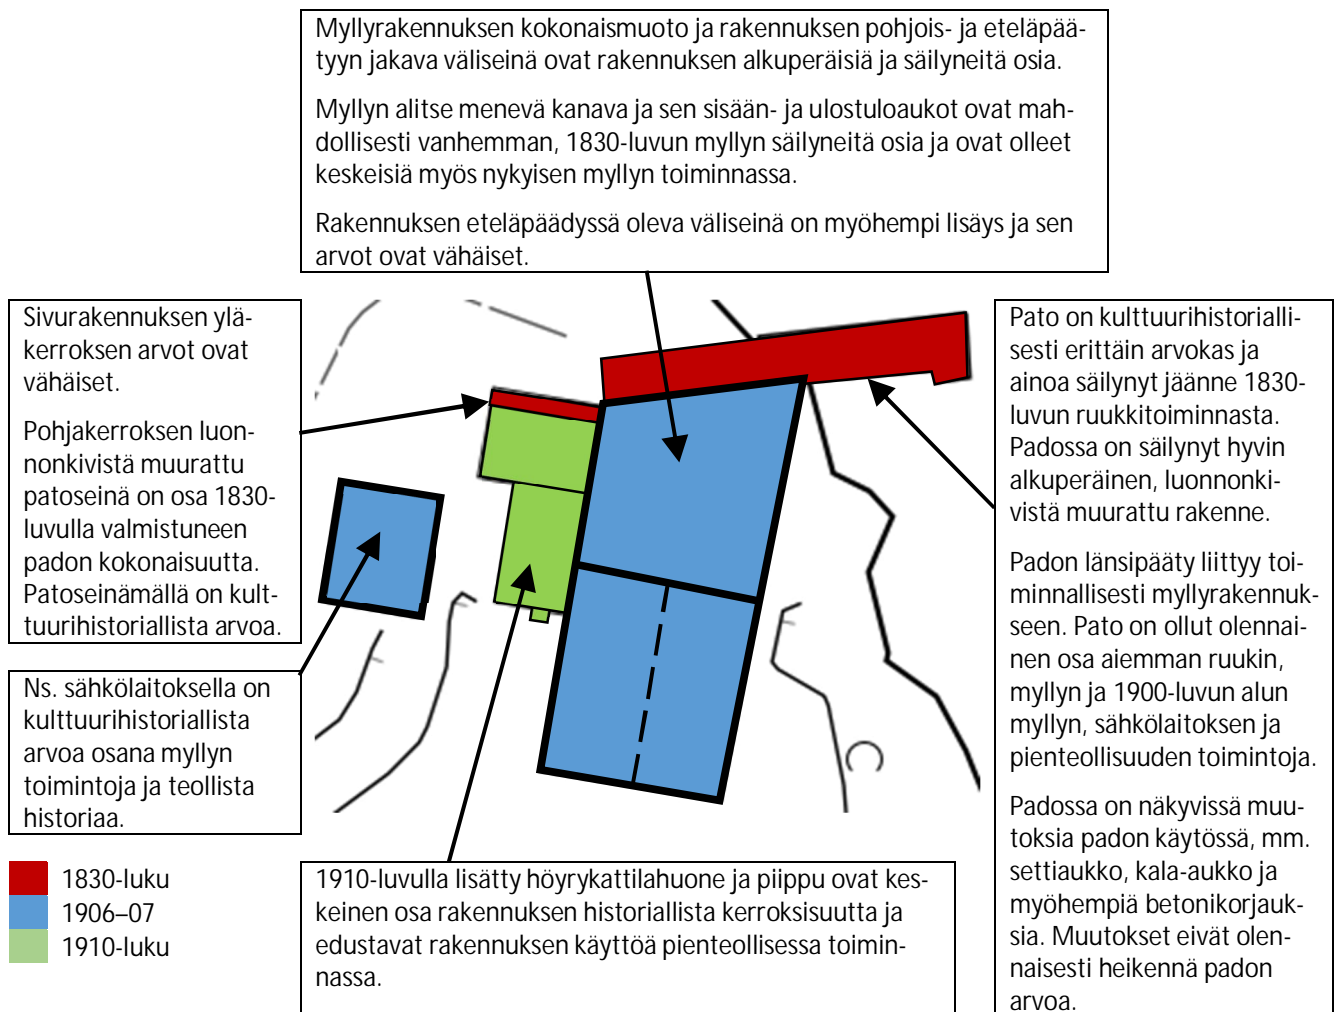 Myllyrakennuksen kokonaismuoto ja rakennuksen pohjois- ja eteläpää-
tyyn jakava väliseinä ovat rakennuksen alkuperäisiä ja säilyneitä osia.
Myllyn alitse menevä kanava ja sen sisään- ja ulostuloaukot ovat mah-
dollisesti vanhemman, 1830-luvun myllyn säilyneitä osia ja ovat olleet
keskeisiä myös nykyisen myllyn toiminnassa.
Rakennuksen eteläpäädyssä oleva väliseinä on myöhempi lisäys ja sen
arvot ovat vähäiset.
Sivurakennuksen ylä-
kerroksen arvot ovat
vähäiset.
Pohjakerroksen luon-
nonkivistä muurattu
patoseinä on osa 1830-
luvulla valmistuneen
padon kokonaisuutta.
Patoseinämällä on kult-
tuurihistoriallista arvoa.
Ns. sähkölaitoksella on
kulttuurihistoriallista
arvoa osana myllyn
toimintoja ja teollista
historiaa.
1830-luku
1906–07
1910-luku
1910-luvulla lisätty höyrykattilahuone ja piippu ovat kes-
keinen osa rakennuksen historiallista kerroksisuutta ja
edustavat rakennuksen käyttöä pienteollisessa toimin-
nassa.
Pato on kulttuurihistorialli-
sesti erittäin arvokas ja
ainoa säilynyt jäänne 1830-
luvun ruukkitoiminnasta.
Padossa on säilynyt hyvin
alkuperäinen, luonnonki-
vistä muurattu rakenne.
Padon länsipääty liittyy toi-
minnallisesti myllyrakennuk-
seen. Pato on ollut olennai-
nen osa aiemman ruukin,
myllyn ja 1900-luvun alun
myllyn, sähkölaitoksen ja
pienteollisuuden toimintoja.
Padossa on näkyvissä muu-
toksia padon käytössä, mm.
settiaukko, kala-aukko ja
myöhempiä betonikorjauk-
sia. Muutokset eivät olen-
naisesti heikennä padon
arvoa.